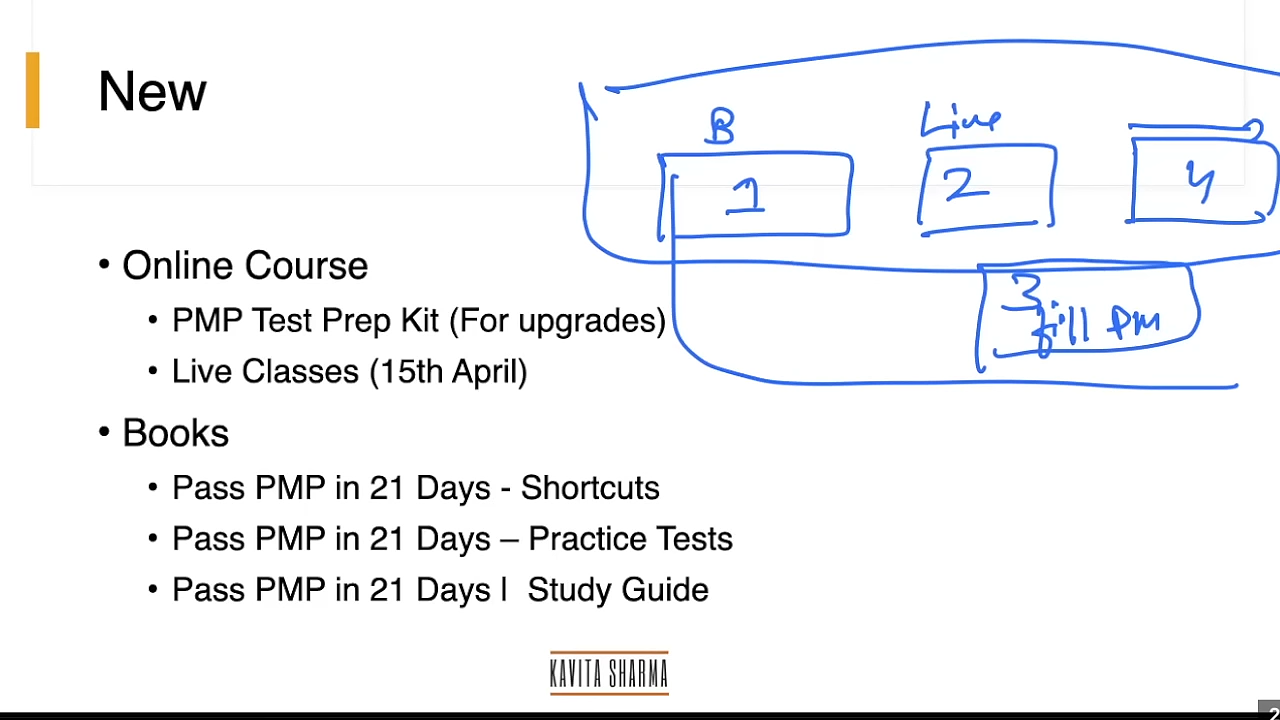 New
B
Live
1
2
4
• Online Course
• PMP Test Prep Kit (For upgrades)
• Live Classes (15th April)
3
fill pm
• Books
• Pass PMP in 21 Days - Shortcuts
• Pass PMP in 21 Days – Practice Tests
• Pass PMP in 21 Days | Study Guide
KAVITA SHARMA